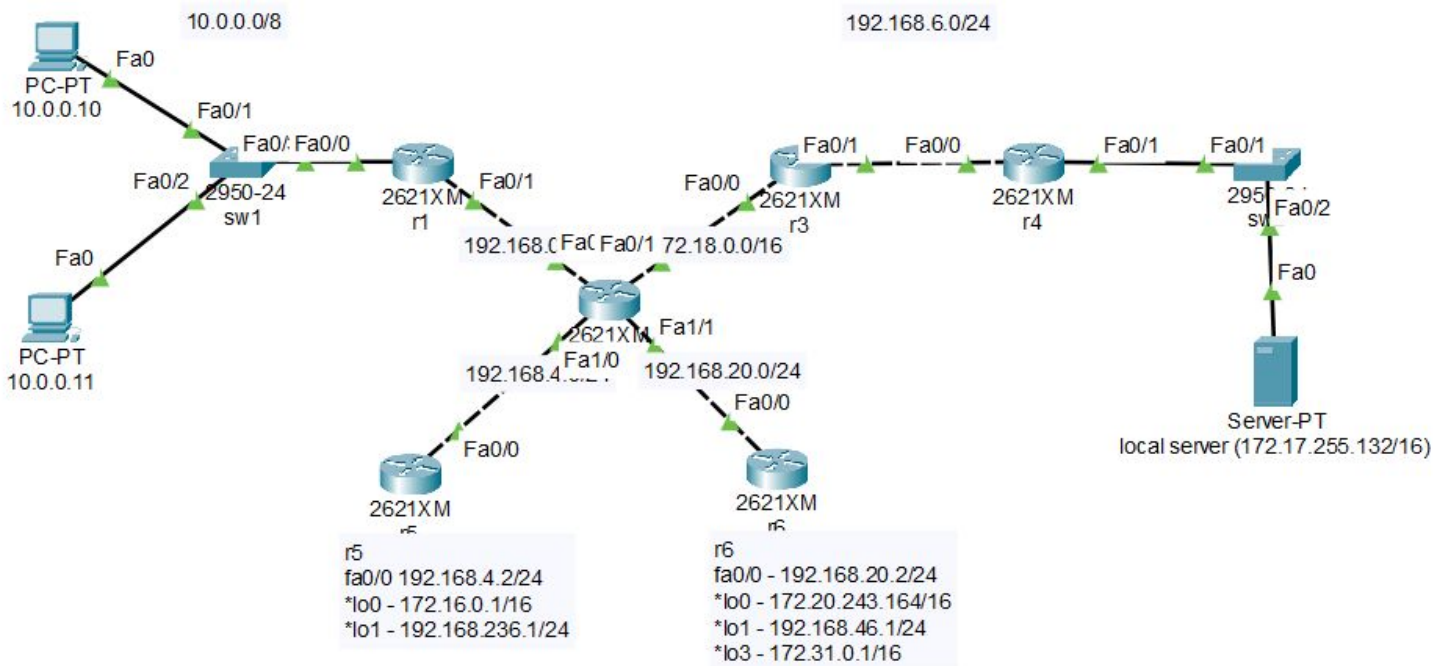 10.0.0.0/8
192.168.6.0/24
Fa0
PC-PT
10.0.0.10
Fa0/1
Fa0/0
2950-24
sw1
Fa0/2
Fa0
PC-PT
10.0.0.11
2621XM
r1
Fa0/1
Fa0/0
Fa0/1
2621XM
r3
Fa0/0
2621XM
r4
Fa0/1
Fa0/1
Fa0/2
Fa0
Server-PT
local server (172.17.255.132/16)
Fa0/1
72.18.0.0/16
2621XM
Fa1/0
Fa1/1
192.168.20.0/24
Fa0/0
Fa0/0
2621XM
2621XM
r5
fa0/0 192.168.4.2/24
*lo0 - 172.16.0.1/16
*lo1 - 192.168.236.1/24
r6
fa0/0 - 192.168.20.2/24
*lo0 - 172.20.243.164/16
*lo1 - 192.168.46.1/24
*lo3 - 172.31.0.1/16